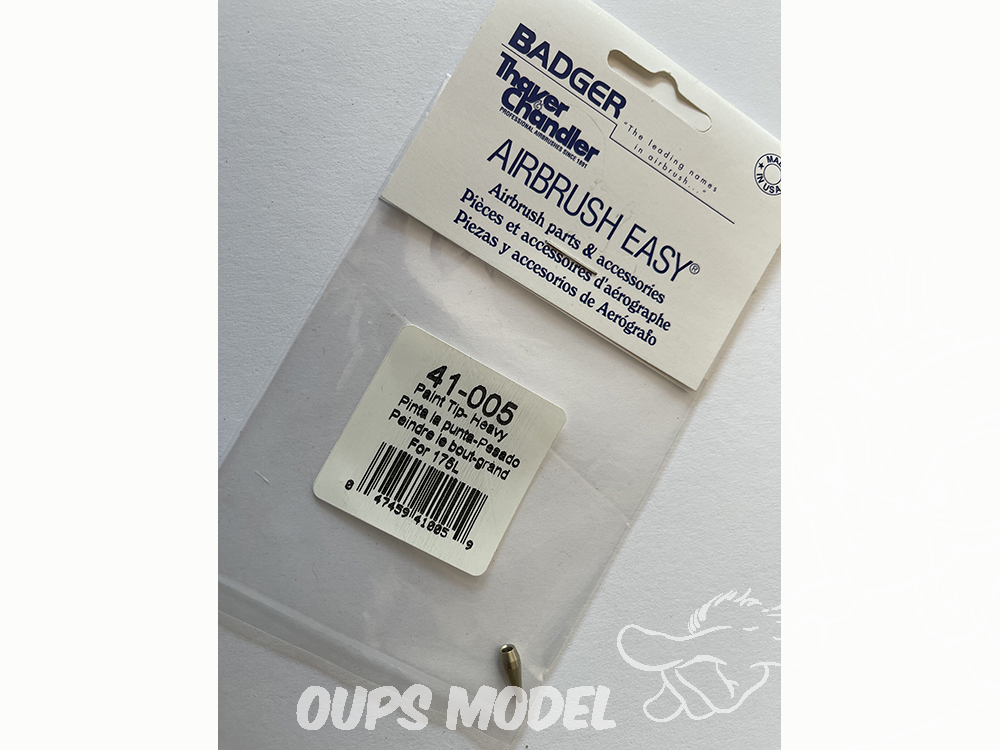 BADGER
Thayer
& Chandler
PROFESSIONAL AIRBRUSHES SINCE 1891
"The leading names
in airbrush..."
MADE
IN USA
AIRBRUSH EASY®
Airbrush parts & accessories
Pièces et accessoires d'aérographe
Piezas y accesorios de Aerógrafo
41-005
Paint Tip- Heavy
Pinta la punta-Pesado
Peindre le bout-grand
For 175L
0 47459 41005 9
OUPS MODEL